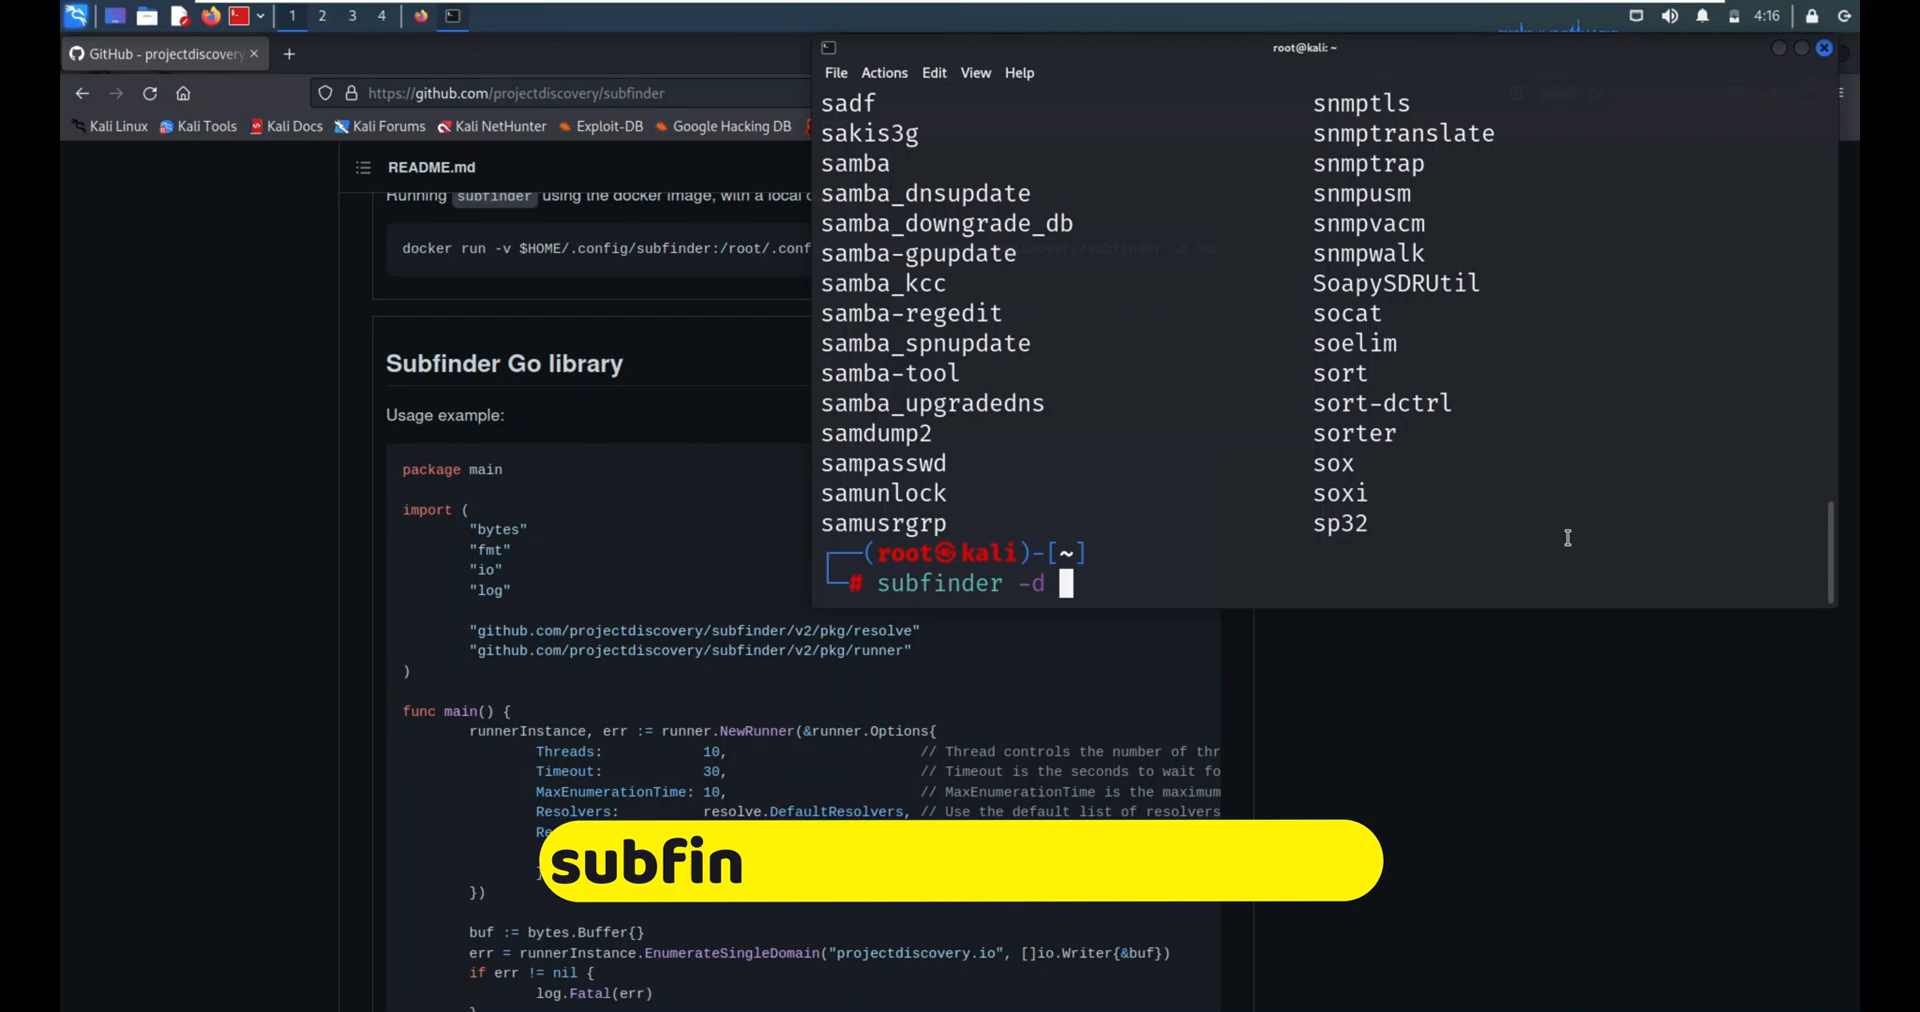 1 2 3 4 4:16
GitHub - projectdiscovery
https://github.com/projectdiscovery/subfinder
Kali Linux Kali Tools Kali Docs Kali Forums Kali NetHunter Exploit-DB Google Hacking DB
README.md
Running subfinder using the docker image, with a local
docker run -v $HOME/.config/subfinder:/root/.conf
Subfinder Go library
Usage example:
package main
import (
"bytes"
"fmt"
"io"
"log"
"github.com/projectdiscovery/subfinder/v2/pkg/resolve"
"github.com/projectdiscovery/subfinder/v2/pkg/runner"
)
func main() {
runnerInstance, err := runner.NewRunner(&runner.Options{
Threads: 10, // Thread controls the number of thr
Timeout: 30, // Timeout is the seconds to wait fo
MaxEnumerationTime: 10, // MaxEnumerationTime is the maximum
Resolvers: resolve.DefaultResolvers, // Use the default list of resolvers
})
buf := bytes.Buffer{}
err = runnerInstance.EnumerateSingleDomain("projectdiscovery.io", []io.Writer{&buf})
if err != nil {
log.Fatal(err)
root@kali: ~
File Actions Edit View Help
sadf snmptls
sakis3g snmptranslate
samba snmptrap
samba_dnsupdate snmpusm
samba_downgrade_db snmpvacm
samba-gpupdate snmpwalk
samba_kcc SoapySDRUtil
samba-regedit socat
samba_spnupdate soelim
samba-tool sort
samba_upgradedns sort-dctrl
samdump2 sorter
sampasswd sox
samunlock soxi
samusrgrp sp32
(root㉿kali)-[~]
# subfinder -d
subfin